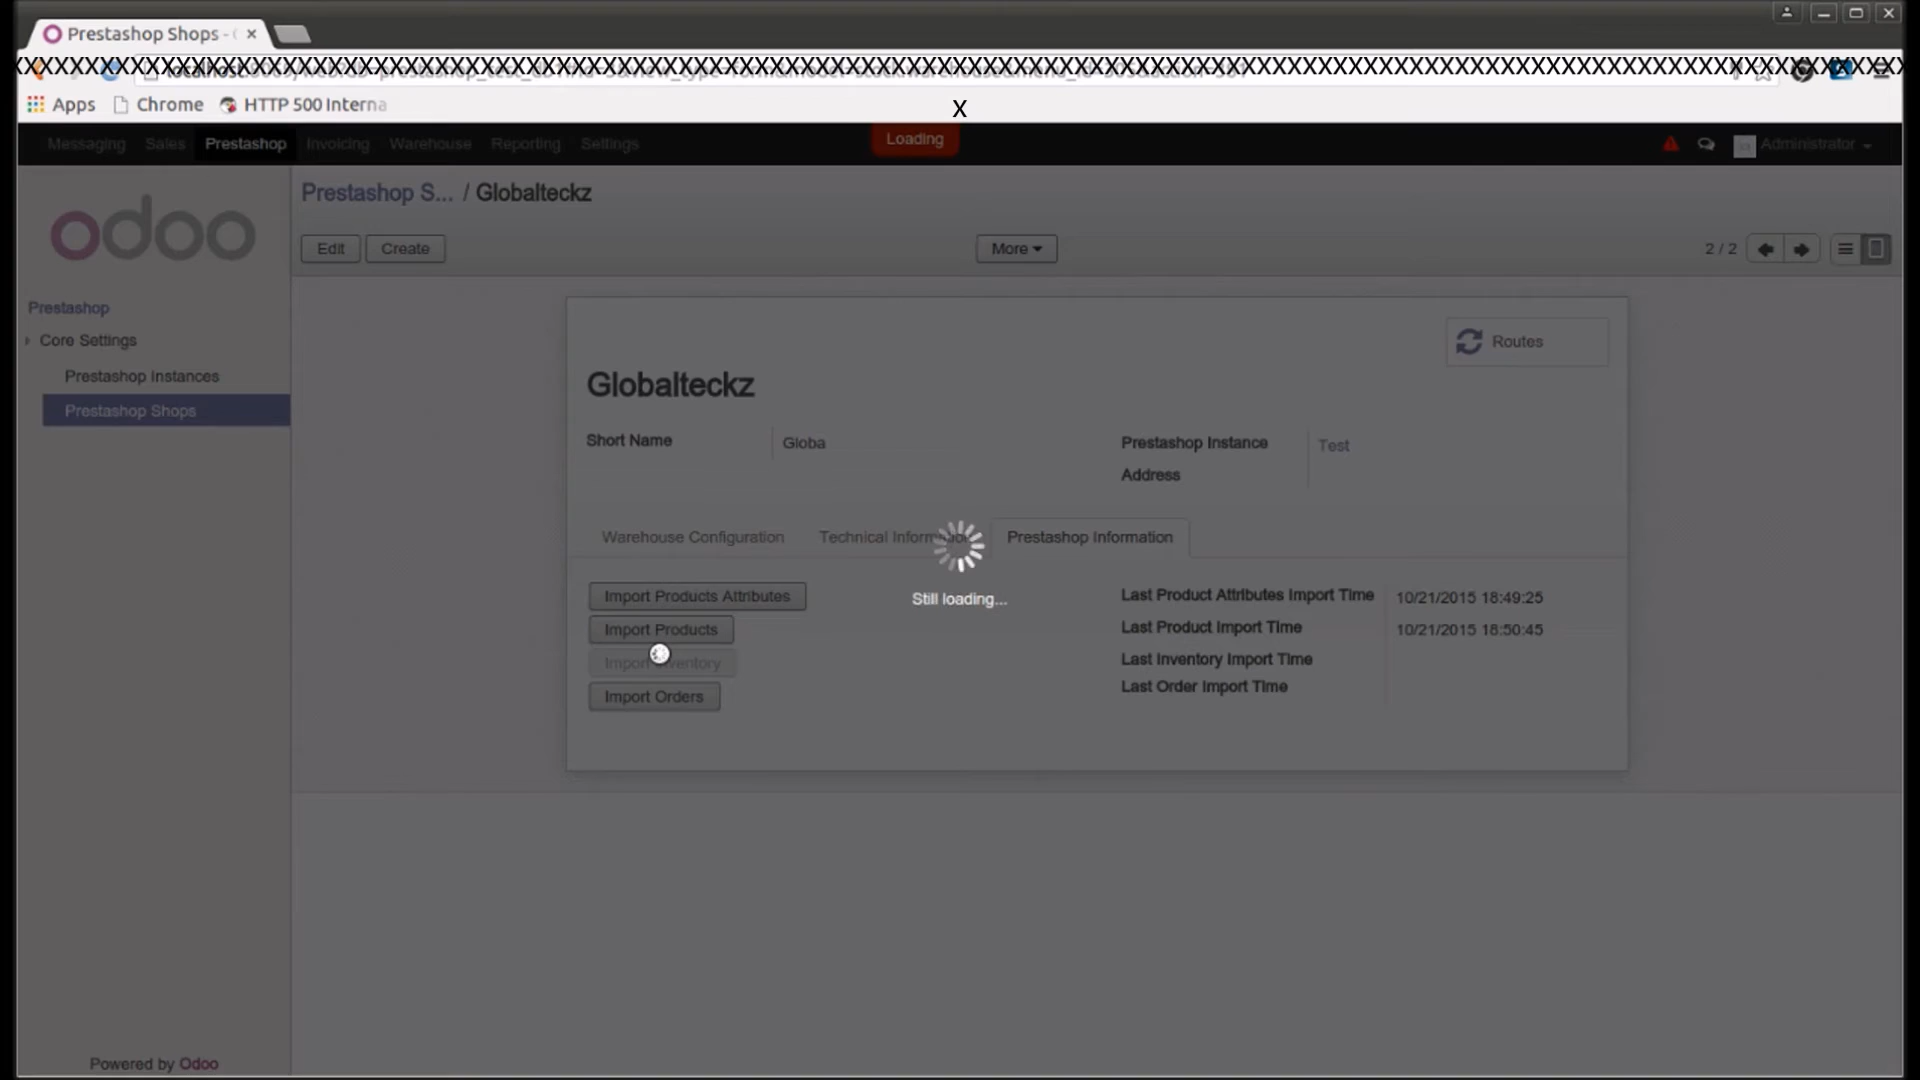 Prestashop Shops - 
Apps Chrome HTTP 500 Interna
X
Messaging Sales Prestashop Invoicing Warehouse Reporting Settings Loading Administrator
odoo
Prestashop S... / Globalteckz
Edit Create More 2 / 2
Prestashop
Core Settings
Prestashop Instances
Prestashop Shops
Routes
Globalteckz
Short Name Globa Prestashop Instance Test
Address
Warehouse Configuration Technical Information Prestashop Information
Still loading...
Import Products Attributes Last Product Attributes Import Time 10/21/2015 18:49:25
Import Products Last Product Import Time 10/21/2015 18:50:45
Import Inventory Last Inventory Import Time
Import Orders Last Order Import Time
Powered by Odoo